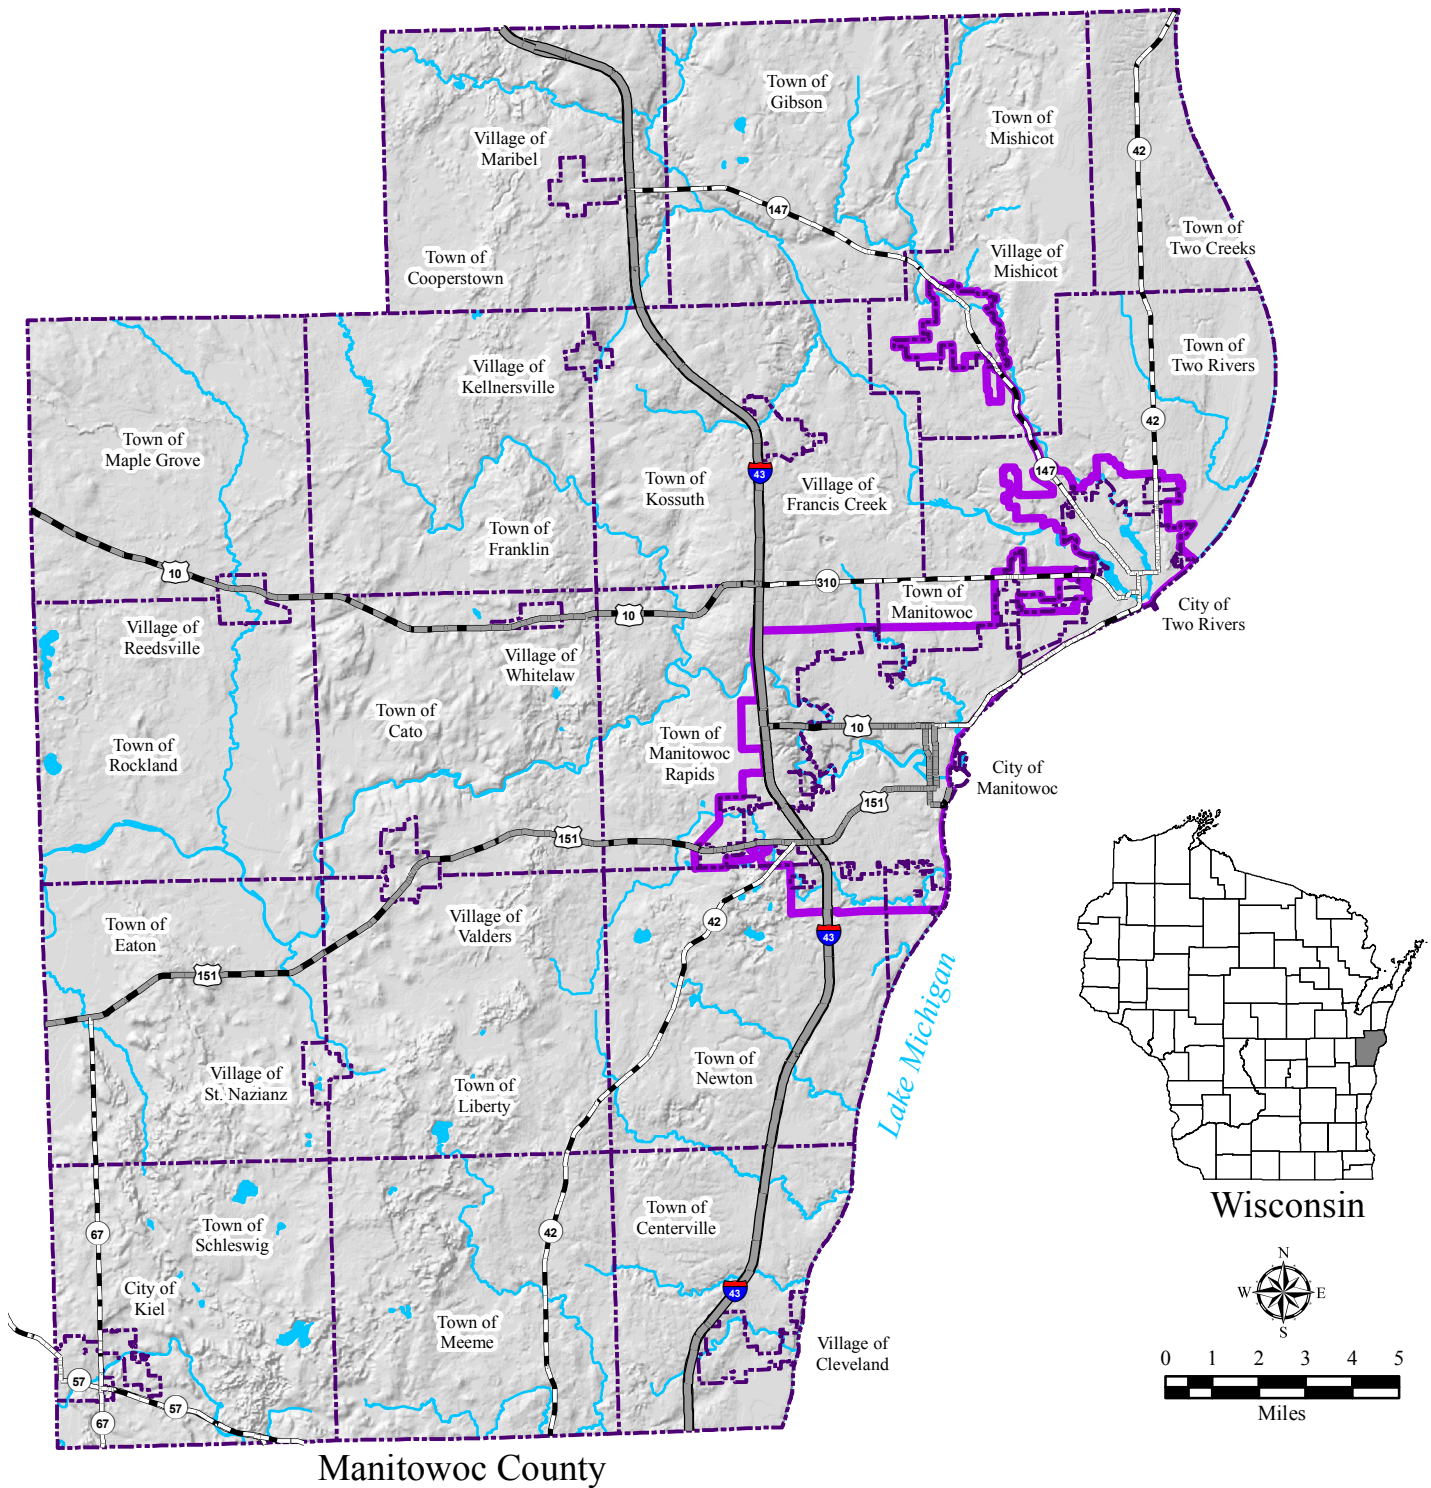 Town of
Gibson
Town of
Mishicot
Village of
Maribel
42
147
Town of
Two Creeks
Village of
Mishicot
Town of
Cooperstown
Town of
Two Rivers
Village of
Kellnersville
42
Town of
Maple Grove
147
43
Town of
Kossuth
Village of
Francis Creek
Town of
Franklin
10
310
Town of
Manitowoc
10
City of
Two Rivers
Village of
Reedsville
Village of
Whitelaw
Town of
Cato
10
Town of
Manitowoc
Rapids
Town of
Rockland
City of
Manitowoc
151
151
Town of
Eaton
Village of
Valders
42
43
151
Lake Michigan
Town of
Newton
Village of
St. Nazianz
Town of
Liberty
Wisconsin
Town of
Centerville
67
Town of
Schleswig
42
N
W
E
S
City of
Kiel
43
Town of
Meeme
Village of
Cleveland
0 1 2 3 4 5
Miles
57
57
67
Manitowoc County